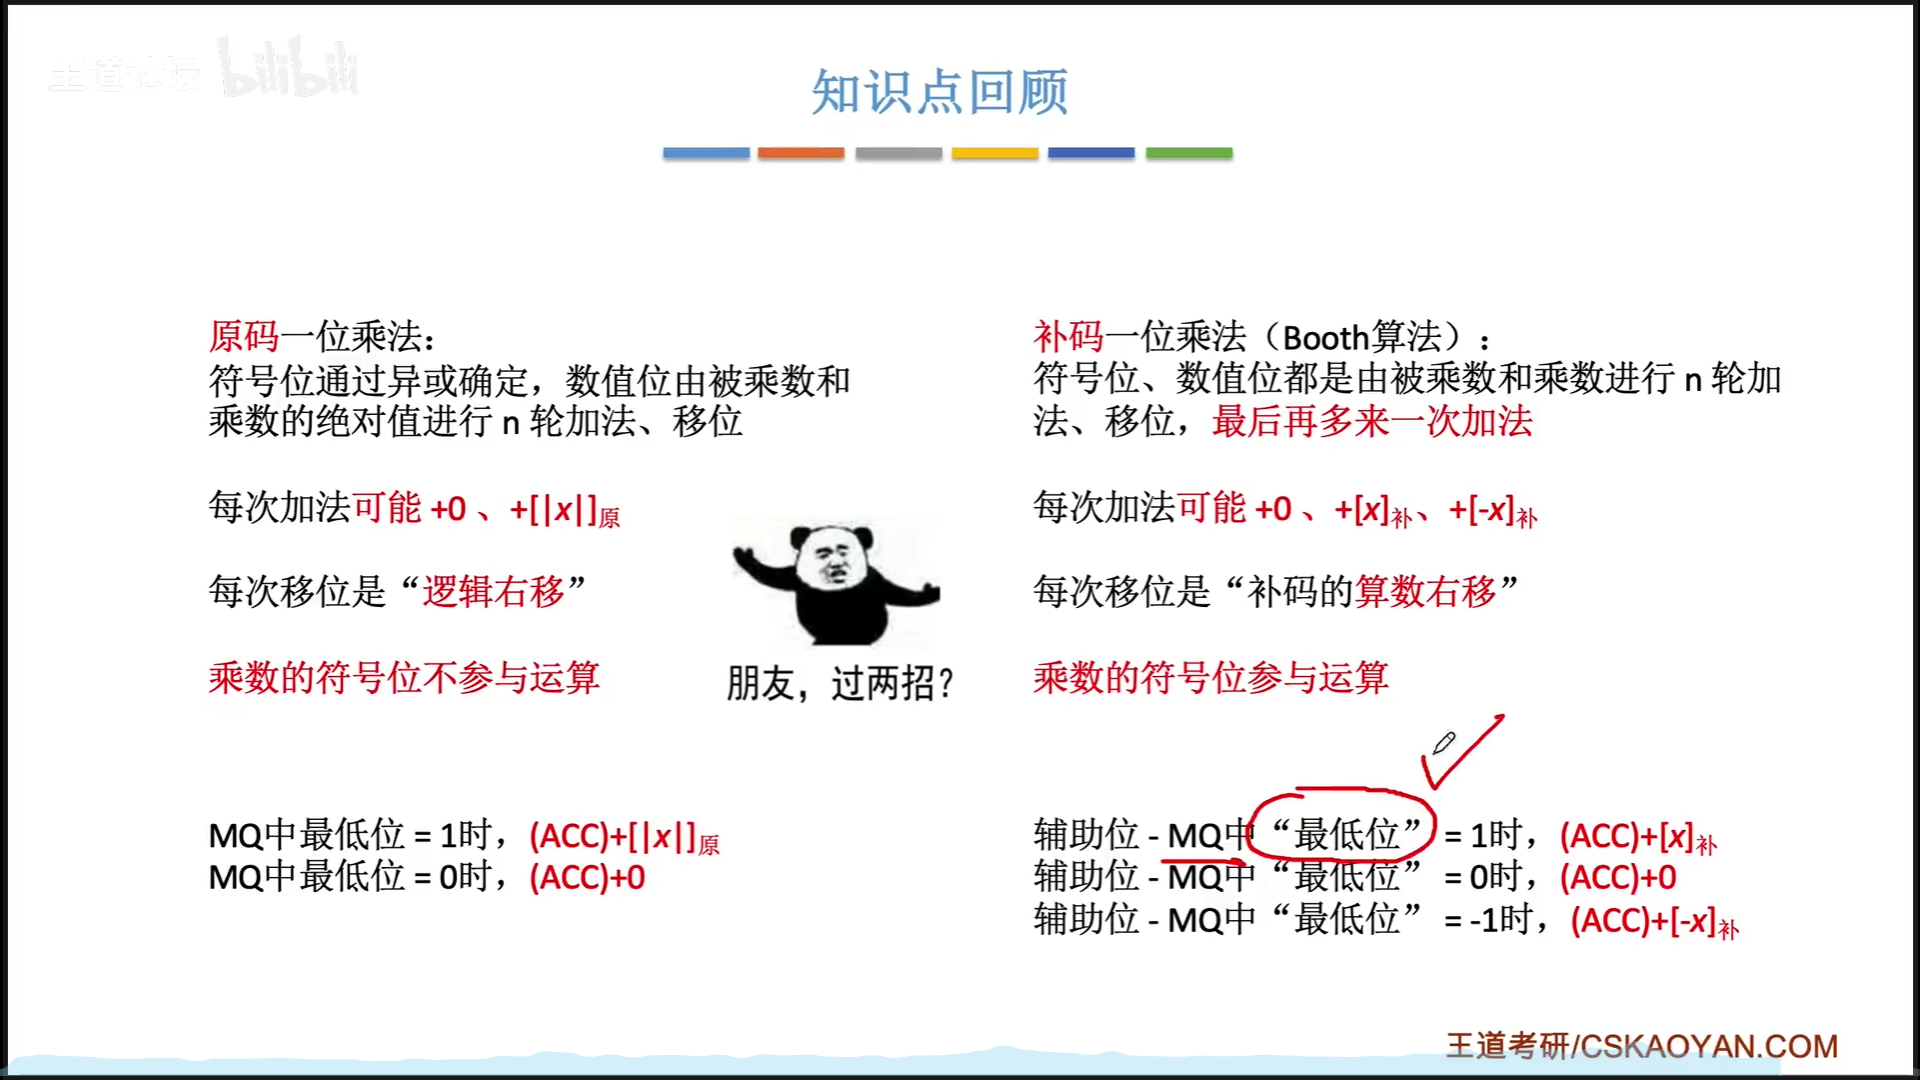 王道论坛 bilibili
知识点回顾
原码一位乘法：
符号位通过异或确定，数值位由被乘数和
乘数的绝对值进行 n 轮加法、移位
每次加法可能 +0 、+[|x|]原
每次移位是“逻辑右移”
乘数的符号位不参与运算
MQ中最低位 = 1时，(ACC)+[|x|]原
MQ中最低位 = 0时，(ACC)+0
朋友，过两招?
补码一位乘法（Booth算法）：
符号位、数值位都是由被乘数和乘数进行 n 轮加
法、移位，最后再多来一次加法
每次加法可能 +0 、+[x]补、+[-x]补
每次移位是“补码的算数右移”
乘数的符号位参与运算
辅助位 - MQ中“最低位” = 1时，(ACC)+[x]补
辅助位 - MQ中“最低位” = 0时，(ACC)+0
辅助位 - MQ中“最低位” = -1时，(ACC)+[-x]补
王道考研/CSKAOYAN.COM